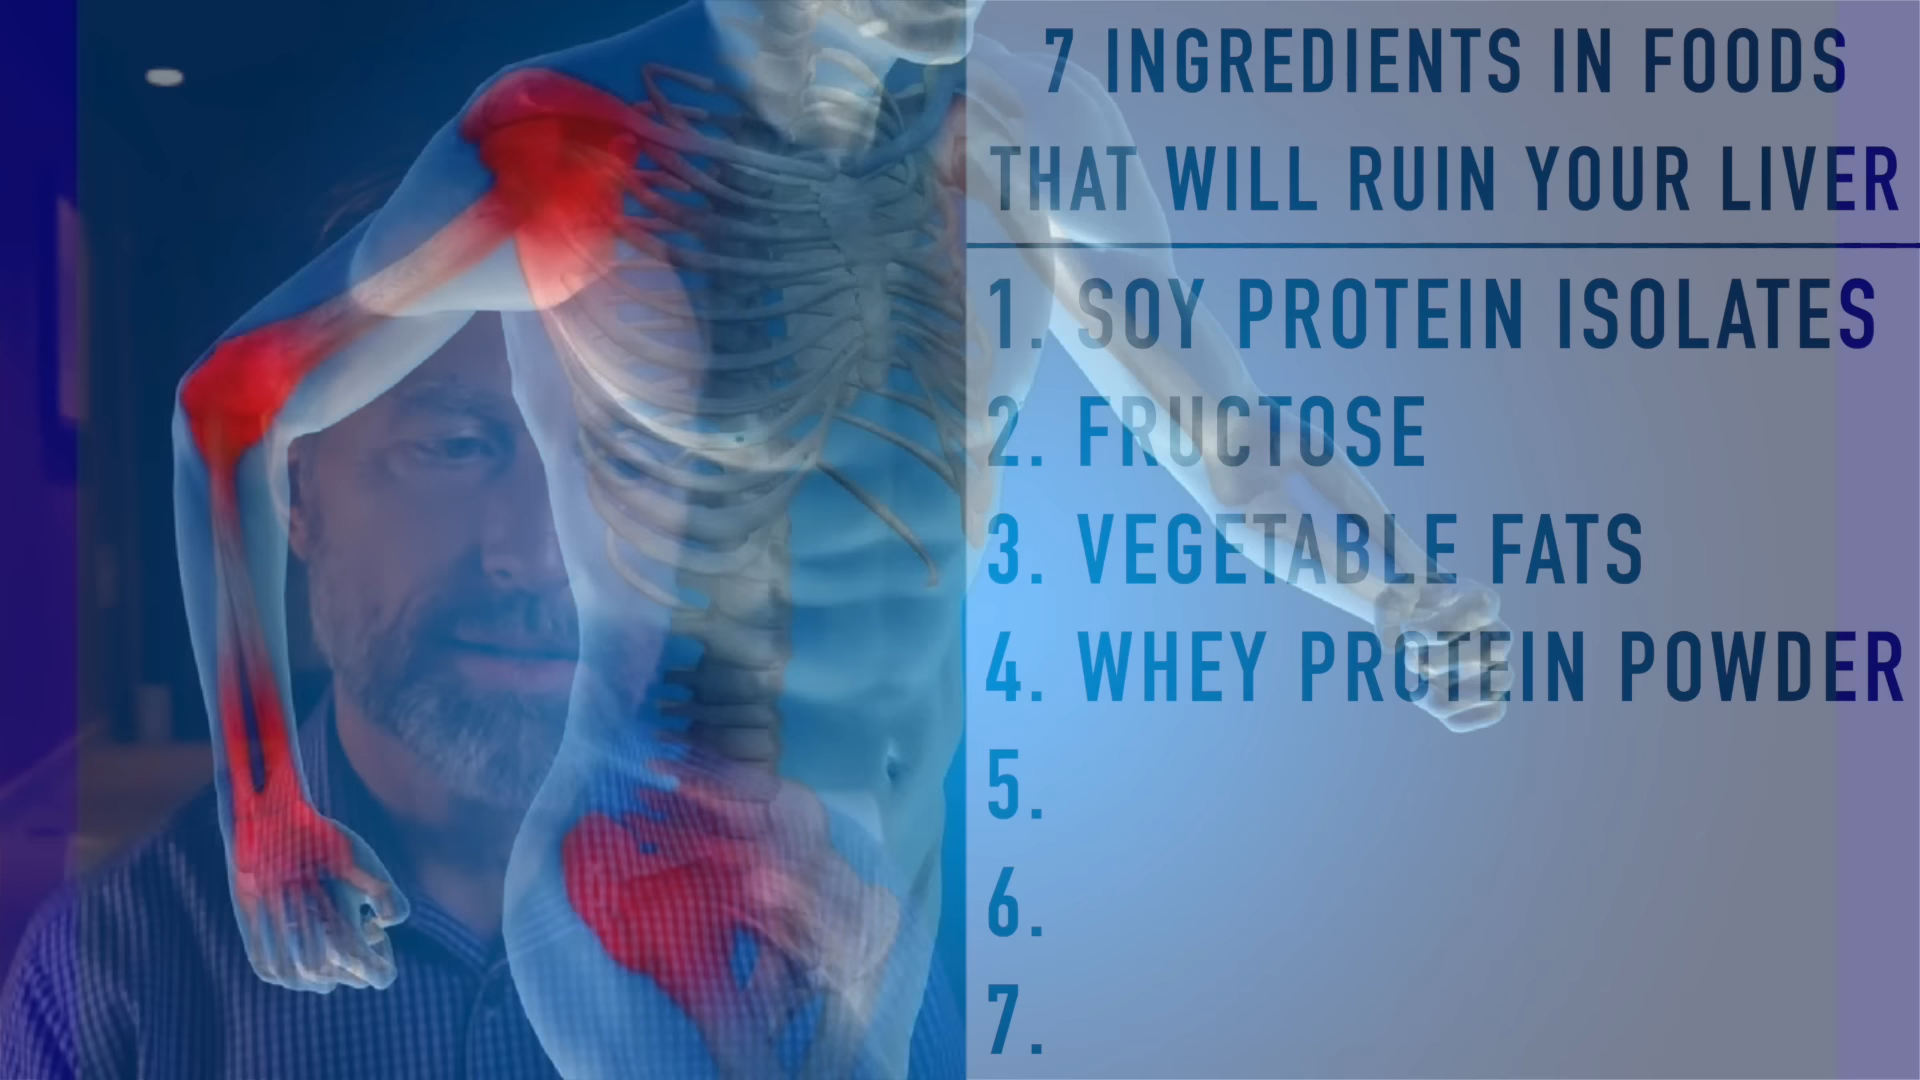 7 INGREDIENTS IN FOODS
THAT WILL RUIN YOUR LIVER
1. SOY PROTEIN ISOLATES
2. FRUCTOSE
3. VEGETABLE FATS
4. WHEY PROTEIN POWDER
5.
6.
7.